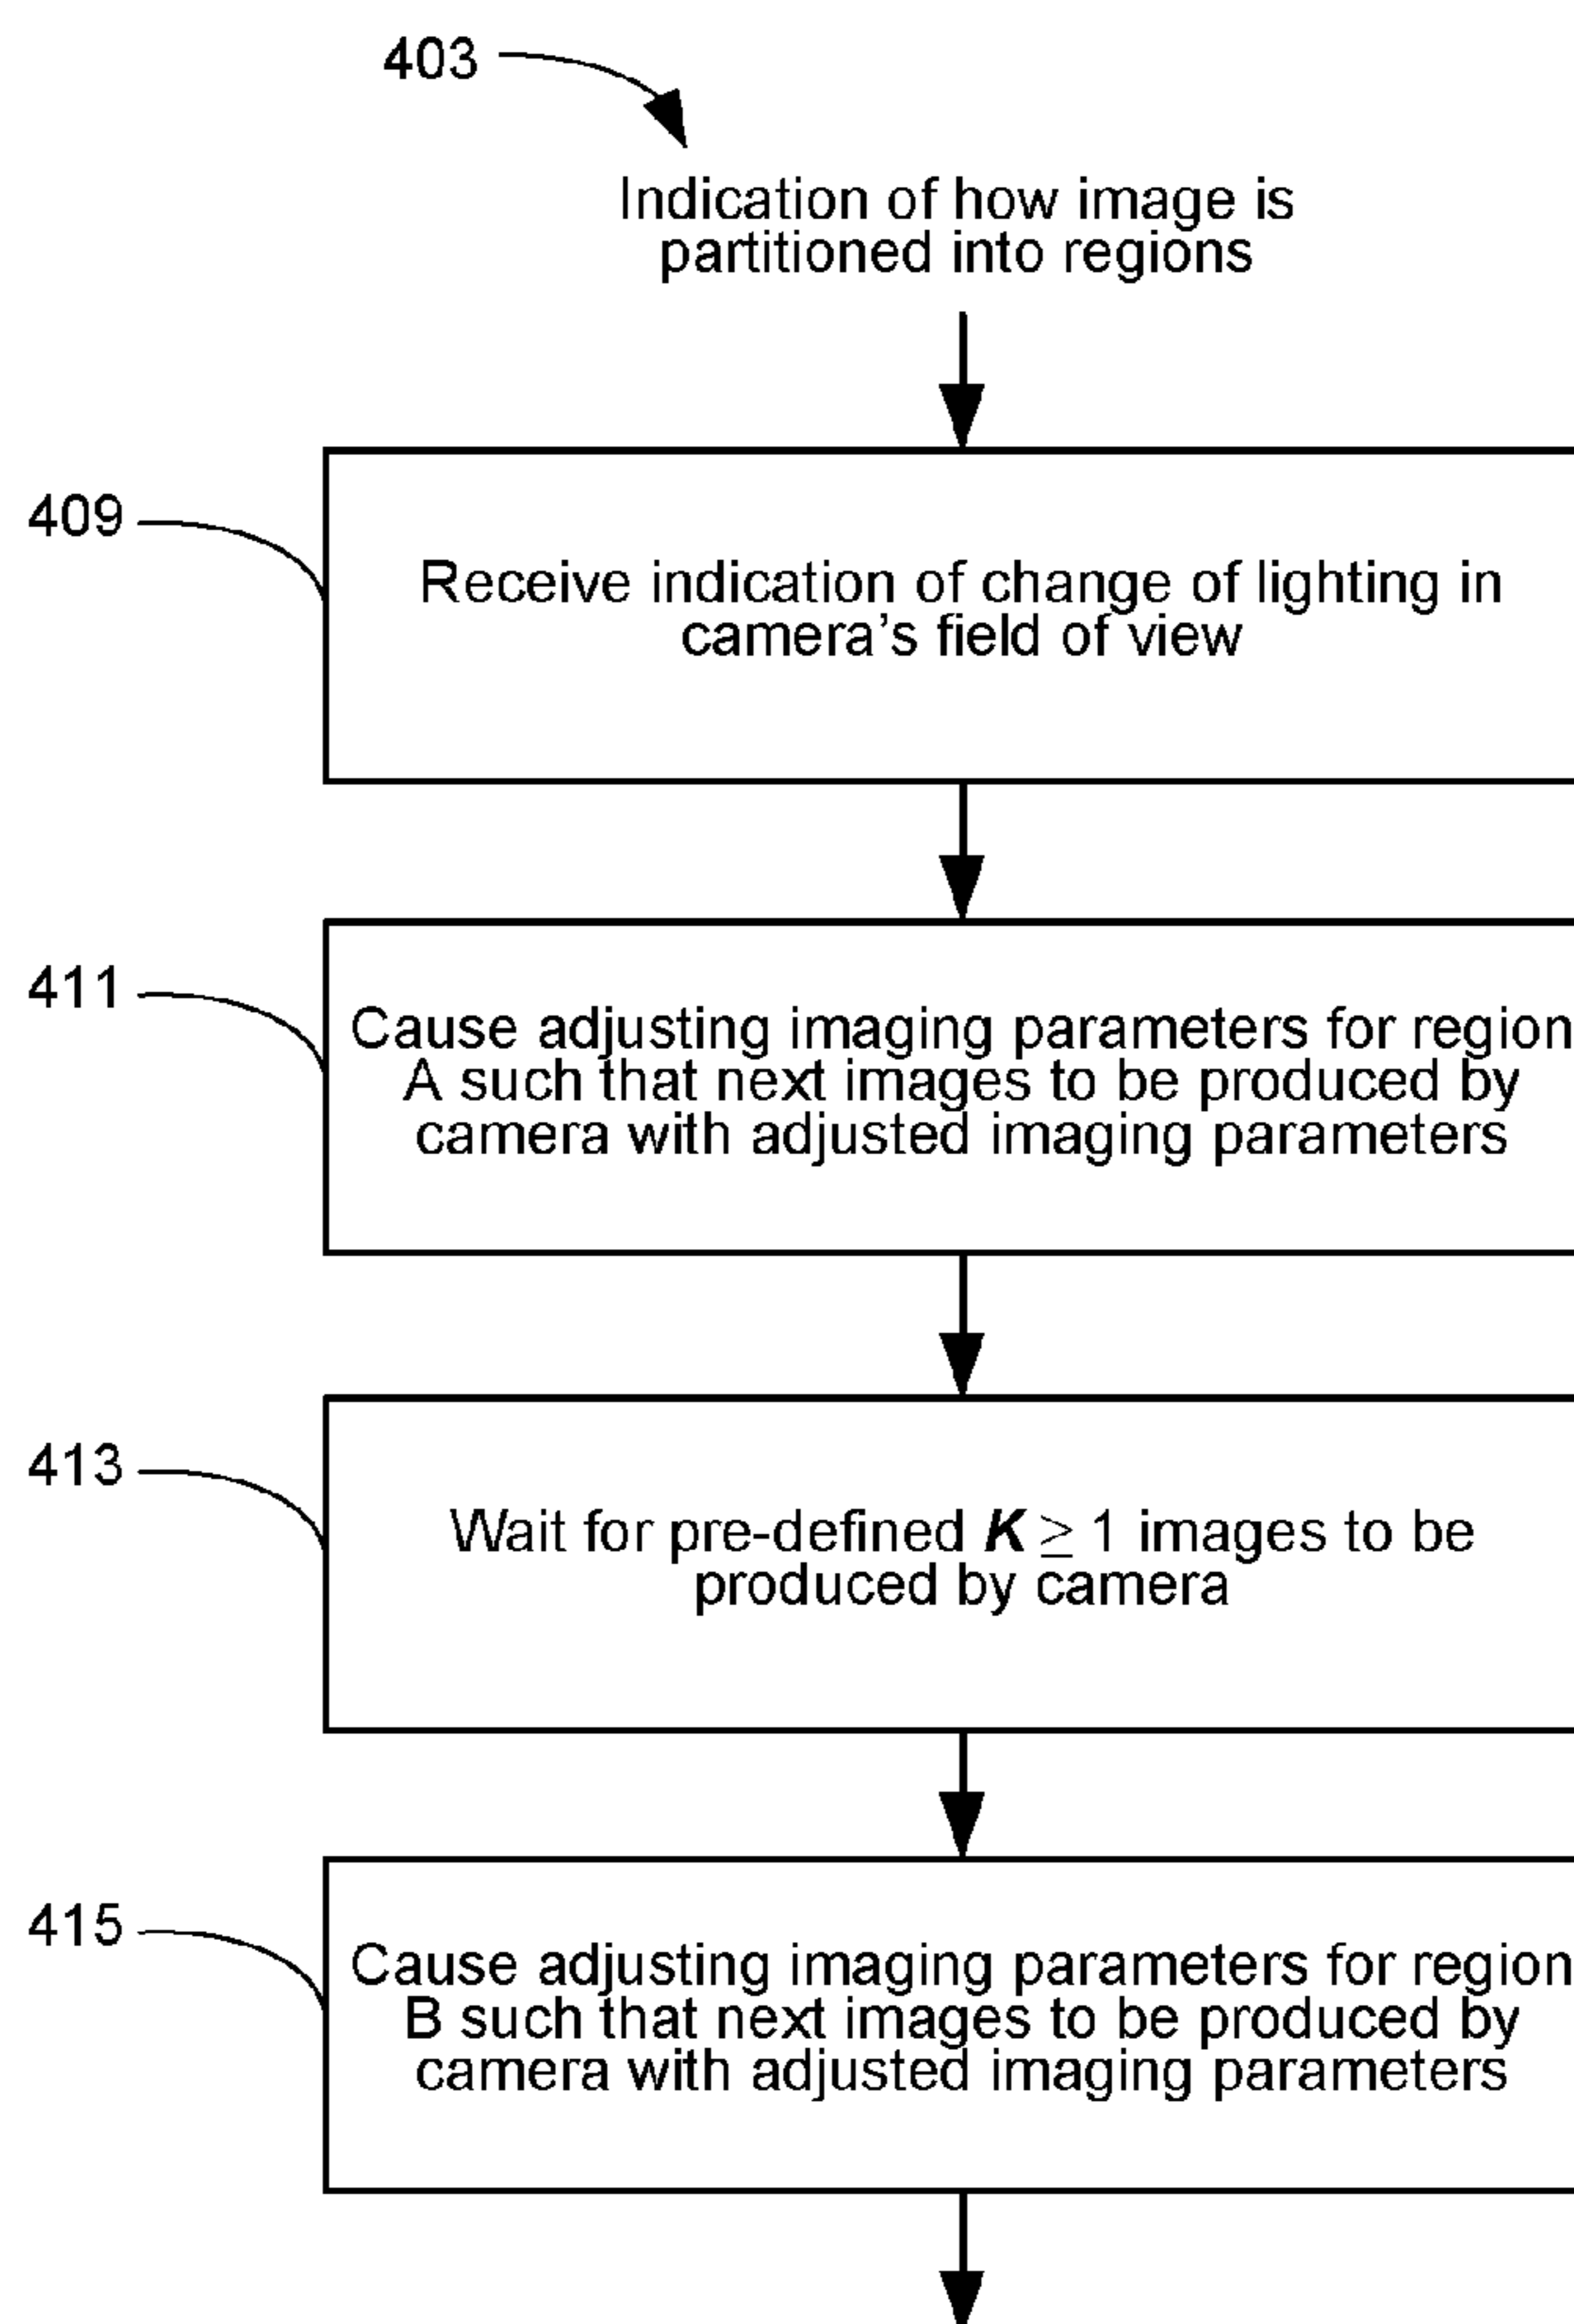 403
Indication of how image is
partitioned into regions
409
Receive indication of change of lighting in
camera’s field of view
411
Cause adjusting imaging parameters for region
A such that next images to be produced by
camera with adjusted imaging parameters
413
Wait for pre-defined K ≥ 1 images to be
produced by camera
415
Cause adjusting imaging parameters for region
B such that next images to be produced by
camera with adjusted imaging parameters